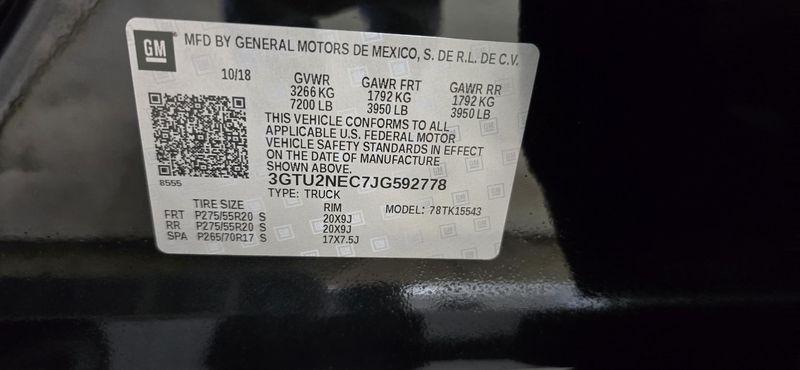 GM MFD BY GENERAL MOTORS DE MEXICO, S. DE R.L. DE C.V.
10/18 GVWR GAWR FRT GAWR RR
3266 KG 1792 KG 1792 KG
7200 LB 3950 LB 3950 LB
THIS VEHICLE CONFORMS TO ALL
APPLICABLE U.S. FEDERAL MOTOR
VEHICLE SAFETY STANDARDS IN EFFECT
ON THE DATE OF MANUFACTURE
SHOWN ABOVE.
8555 3GTU2NEC7JG592778
TYPE: TRUCK
TIRE SIZE RIM MODEL: 78TK15543
FRT P275/55R20 S 20X9J
RR P275/55R20 S 20X9J
SPA P265/70R17 S 17X7.5J